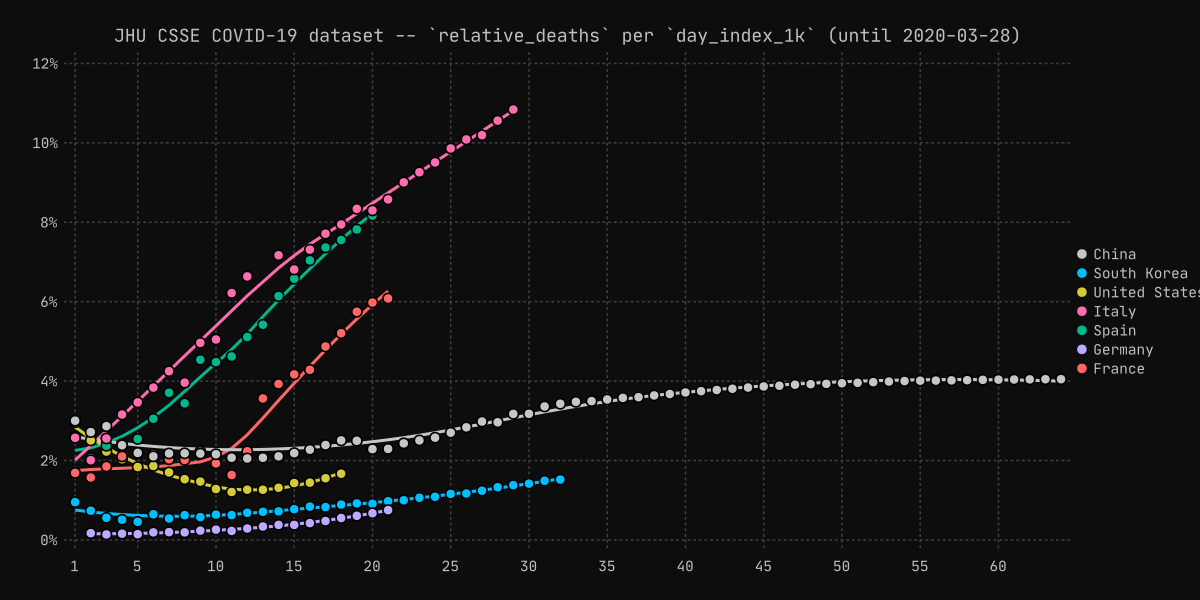 JHU CSSE COVID-19 dataset -- `relative_deaths` per `day_index_1k` (until 2020-03-28)
12%
10%
8%
6%
4%
2%
0%
1 5 10 15 20 25 30 35 40 45 50 55 60
China
South Korea
United States
Italy
Spain
Germany
France